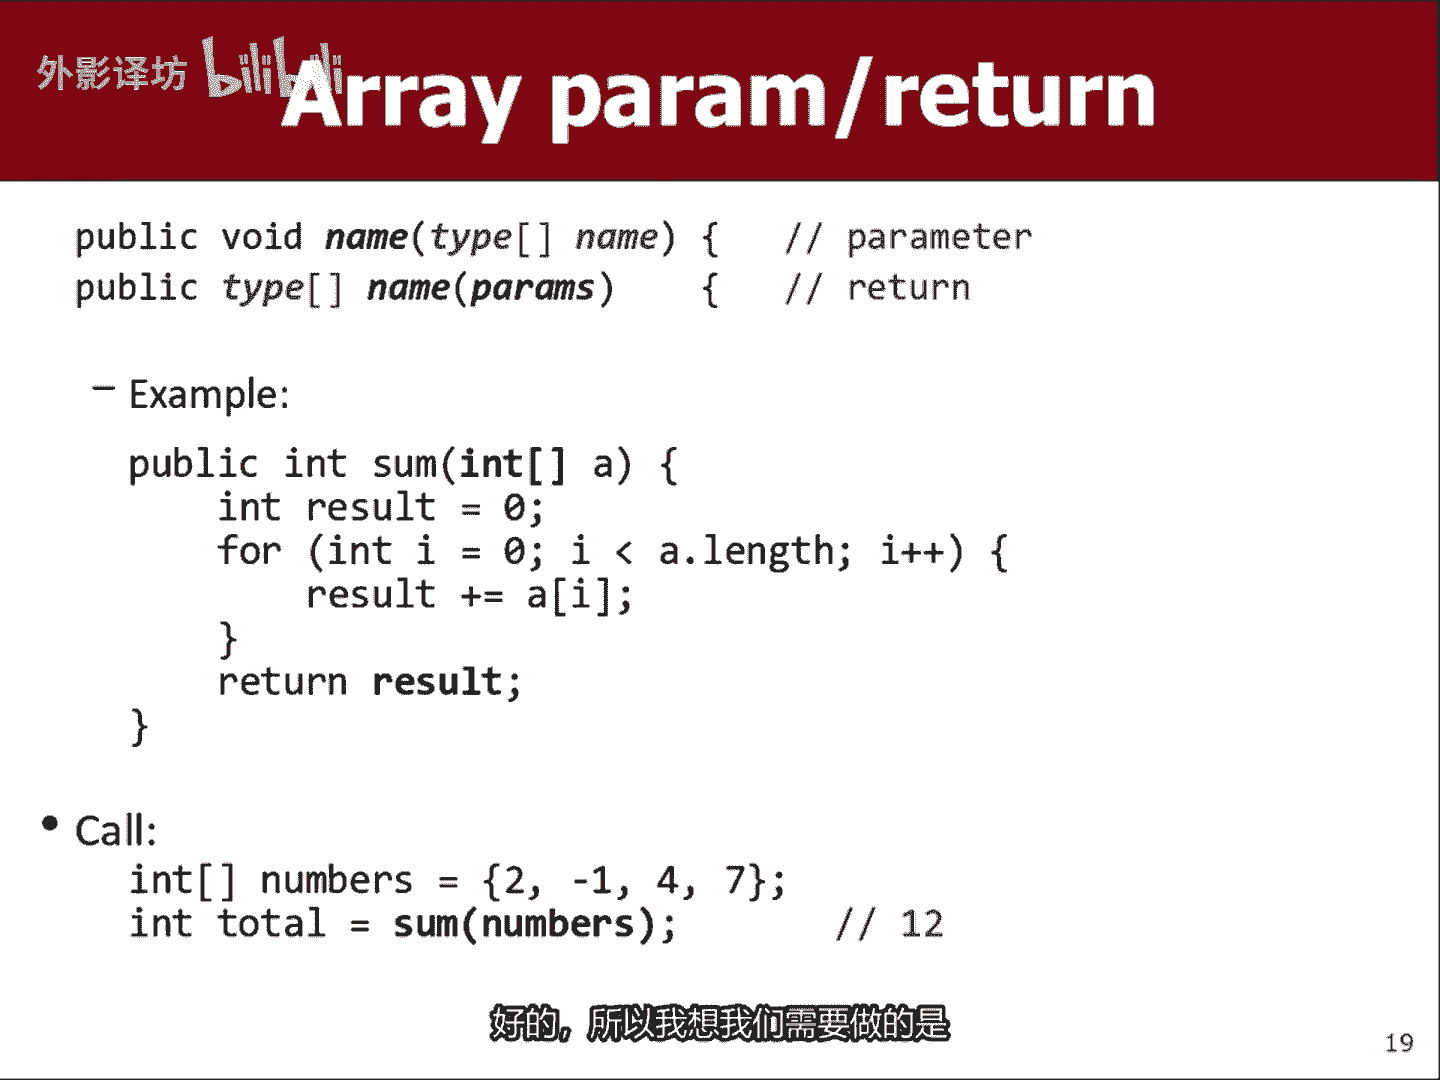 外影译坊 bilibili
Array param/return
public void name(type[] name) {   // parameter
public type[] name(params)    {   // return
– Example:
public int sum(int[] a) {
    int result = 0;
    for (int i = 0; i < a.length; i++) {
        result += a[i];
    }
    return result;
}
• Call:
int[] numbers = {2, -1, 4, 7};
int total = sum(numbers);       // 12
好的，所以我想我们需要做的是
19